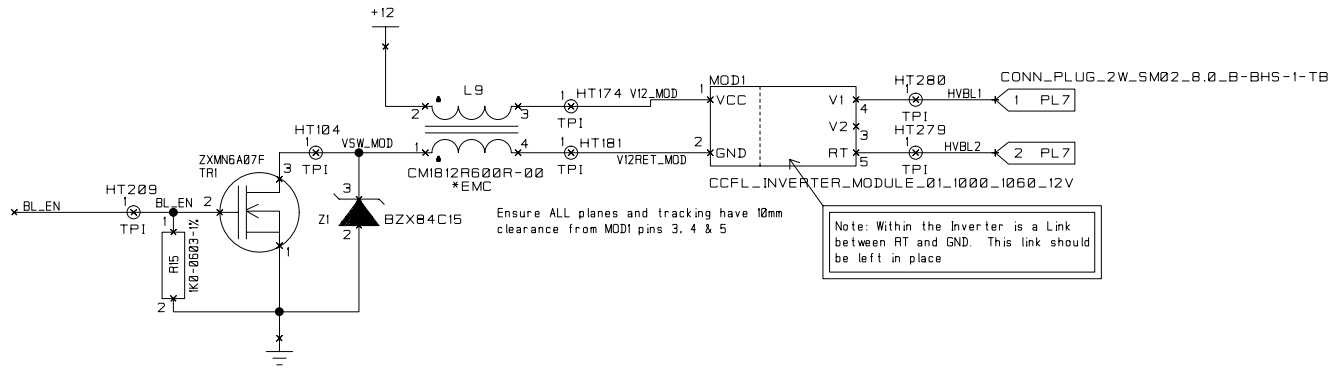 +12
L9
2
3
1
4
CM1812R600R-00
*EMC
1
HT174
TPI
V12_MOD
1
HT181
TPI
V12RET_MOD
MOD1
1
VCC
2
GND
V1
4
V2
3
RT
5
CCFL_INVERTER_MODULE_01_1000_1060_12V
HT280
1
TPI
HVBL1
HT279
1
TPI
HVBL2
CONN_PLUG_2W_SM02_8.0_B-BHS-1-TB
1 PL7
2 PL7
HT104
1
TPI
VSW_MOD
ZXMN6A07F
TR1
3
2
1
BL_EN
HT209
1
TPI
BL_EN
1
R15
1K0-0603-1%
2
3
Z1
BZX84C15
2
Ensure ALL planes and tracking have 10mm
clearance from MOD1 pins 3, 4 & 5
Note: Within the Inverter is a Link
between RT and GND. This link should
be left in place